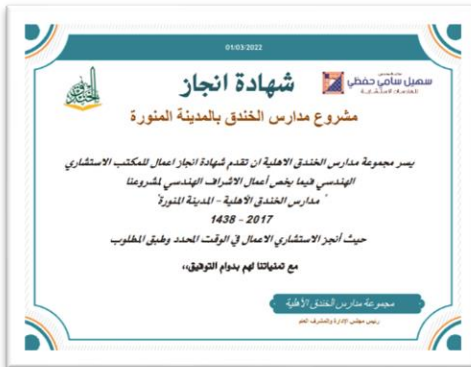 01/03/2022
سهيل سامي حفظي
للهندسة الاستشارية
شهادة انجاز
مشروع مدارس الخندق بالمدينة المنورة
يسر مجموعة مدارس الخندق الاهلية ان تقدم شهادة انجاز اعمال للمكتب الاستشاري
الهندسي فيما يخص أعمال الاشراف الهندسي لمشروعنا
" مدارس الخندق الأهلية - المدينة المنورة"
1438 - 2017
حيث أنجز الاستشاري الاعمال في الوقت المحدد وطبق المطلوب
مع تمنياتنا لهم بدوام التوفيق،،
مجموعة مدارس الخندق الأهلية
رئيس مجلس الإدارة والمشرف العام